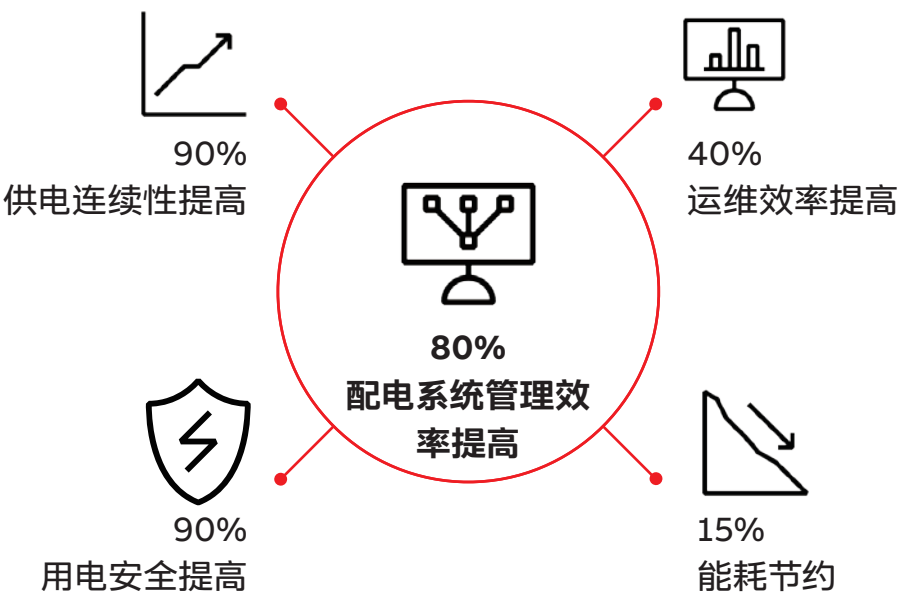 90%
供电连续性提高
40%
运维效率提高
80%
配电系统管理效
率提高
90%
用电安全提高
15%
能耗节约